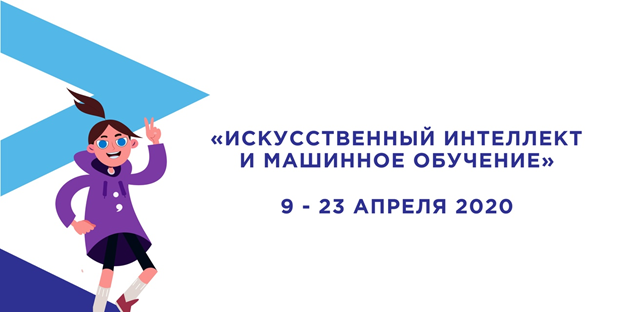 «ИСКУССТВЕННЫЙ ИНТЕЛЛЕКТ
И МАШИННОЕ ОБУЧЕНИЕ»
9 - 23 АПРЕЛЯ 2020